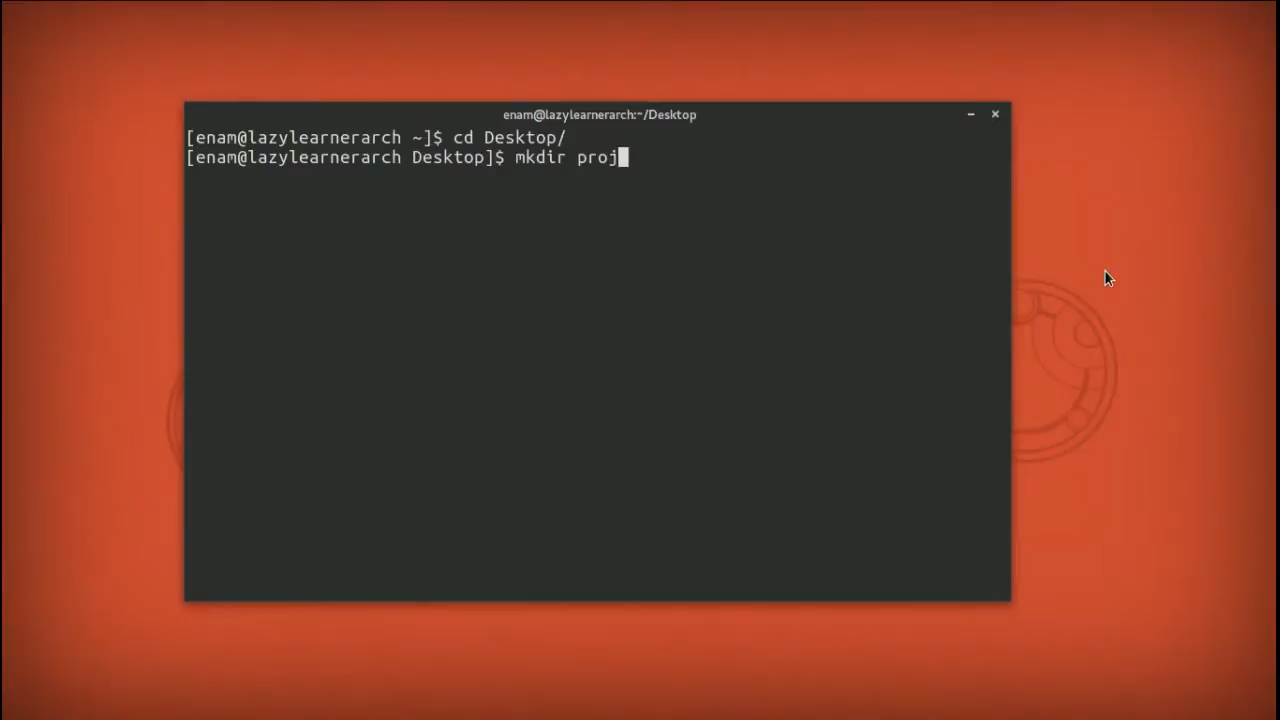 enam@lazylearnerarch:~/Desktop
[enam@lazylearnerarch ~]$ cd Desktop/
[enam@lazylearnerarch Desktop]$ mkdir proj